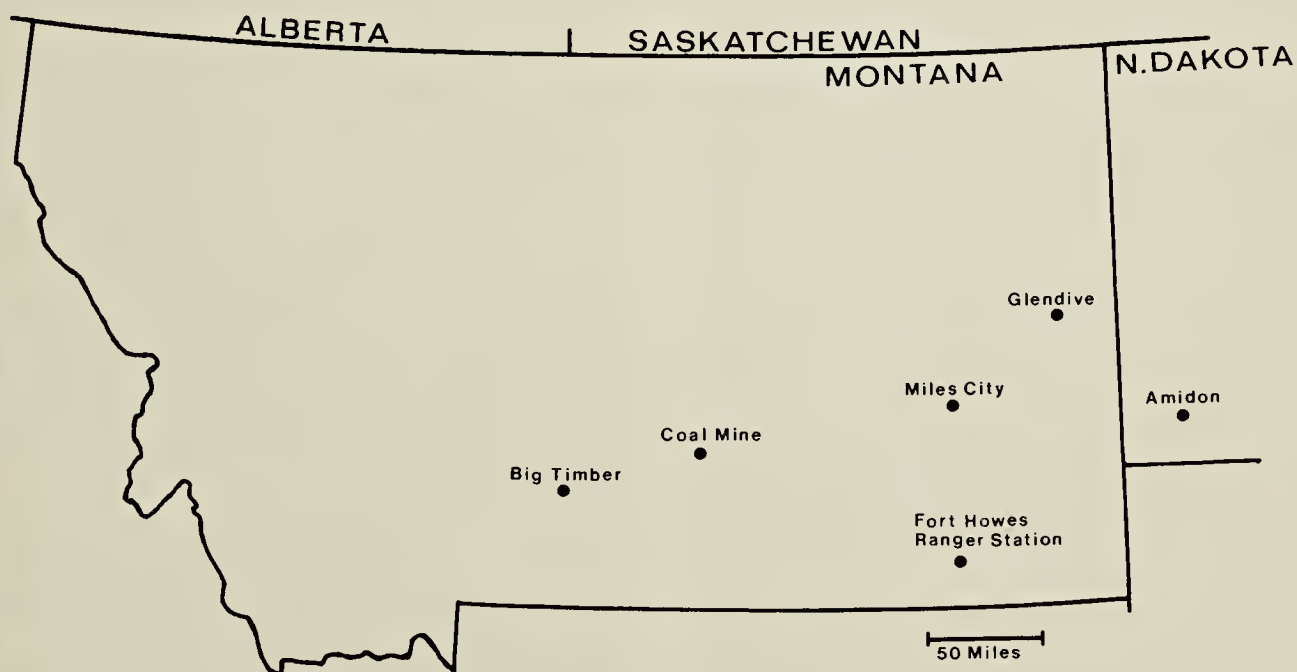 ALBERTA
SASKATCHEWAN
MONTANA
N.DAKOTA
Glendive
Miles City
Amidon
Coal Mine
Big Timber
Fort Howes
Ranger Station
50 Miles